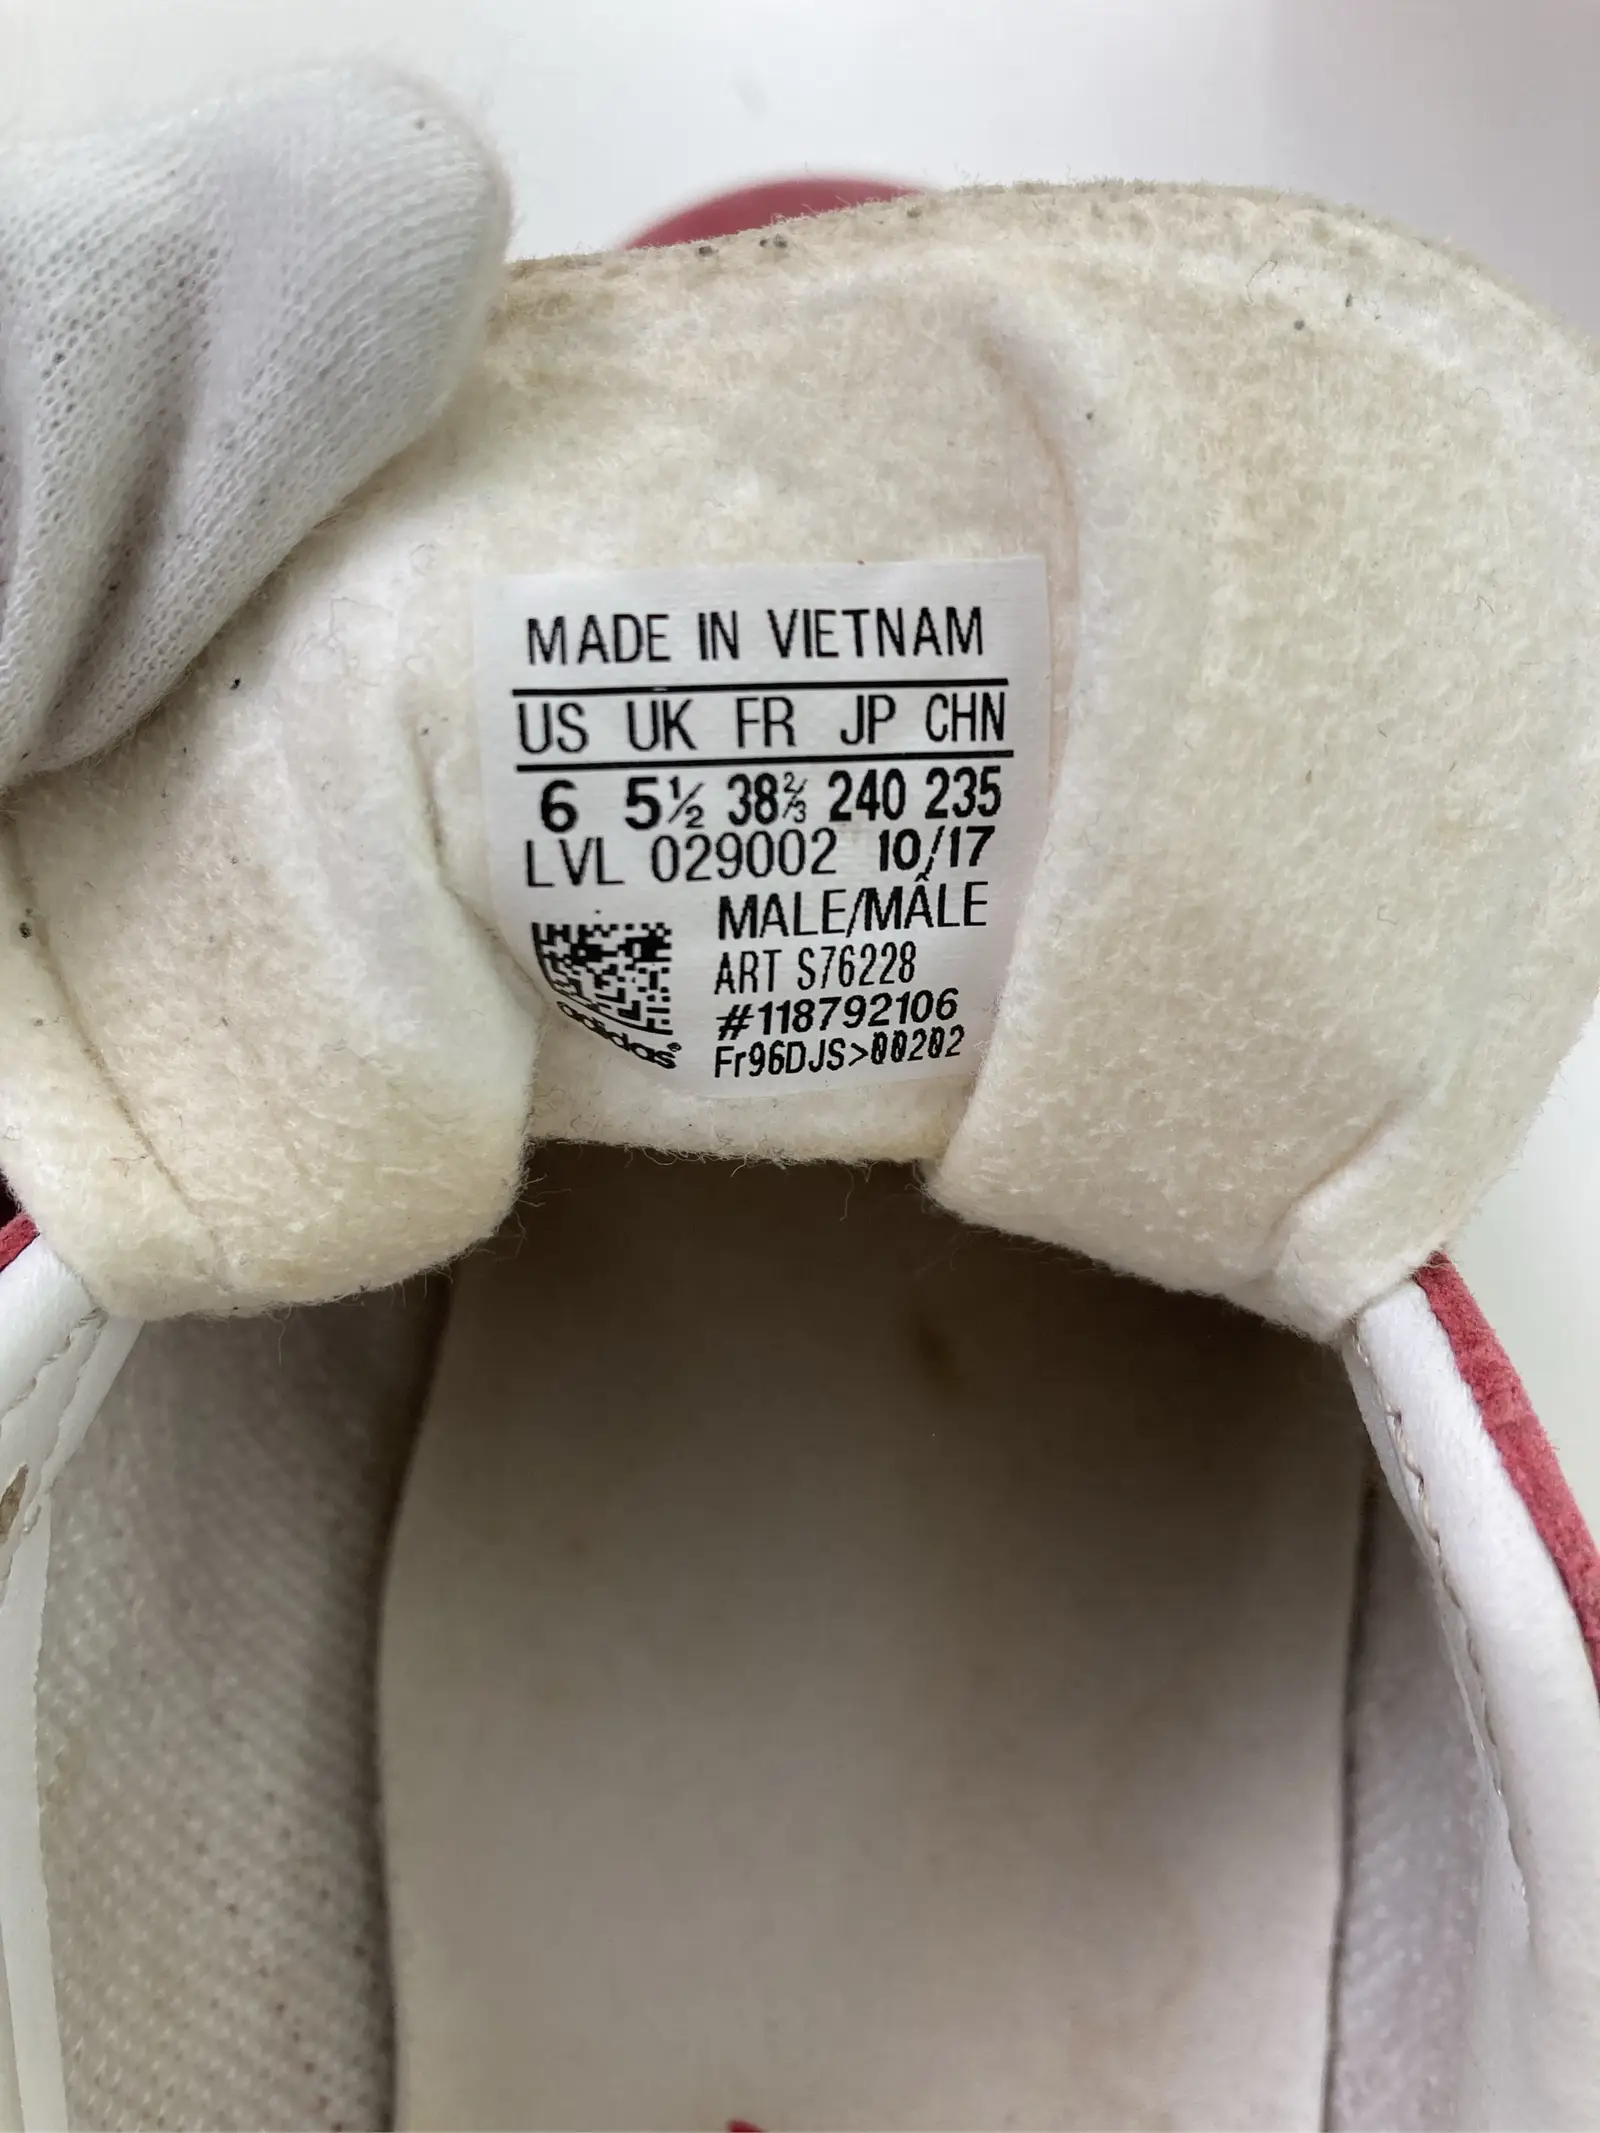 MADE IN VIETNAM
US UK FR JP CHN
6 5½ 38⅔ 240 235
LVL 029002 10/17
MALE/MÂLE
ART S76228
#118792106
Fr96DJS>00202
adidas